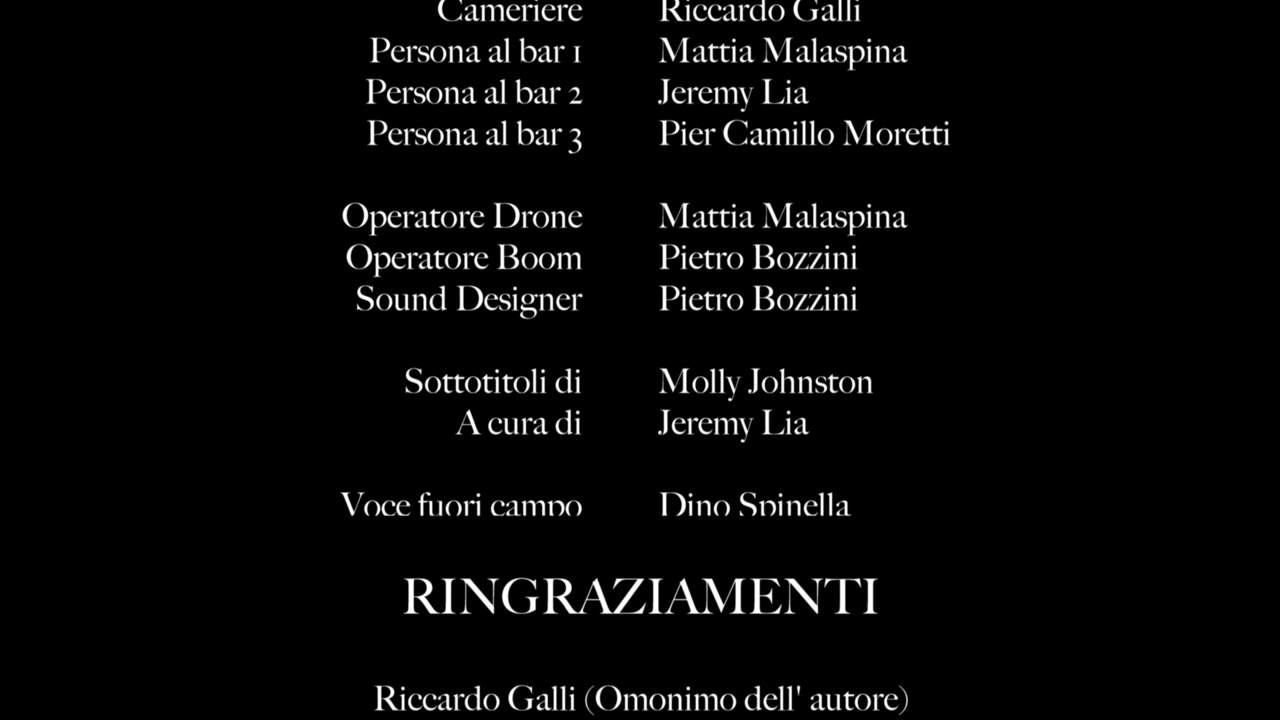 Cameriere Riccardo Galli
Persona al bar 1 Mattia Malaspina
Persona al bar 2 Jeremy Lia
Persona al bar 3 Pier Camillo Moretti
Operatore Drone Mattia Malaspina
Operatore Boom Pietro Bozzini
Sound Designer Pietro Bozzini
Sottotitoli di Molly Johnston
A cura di Jeremy Lia
Voce fuori campo Dino Spinella
RINGRAZIAMENTI
Riccardo Galli (Omonimo dell' autore)